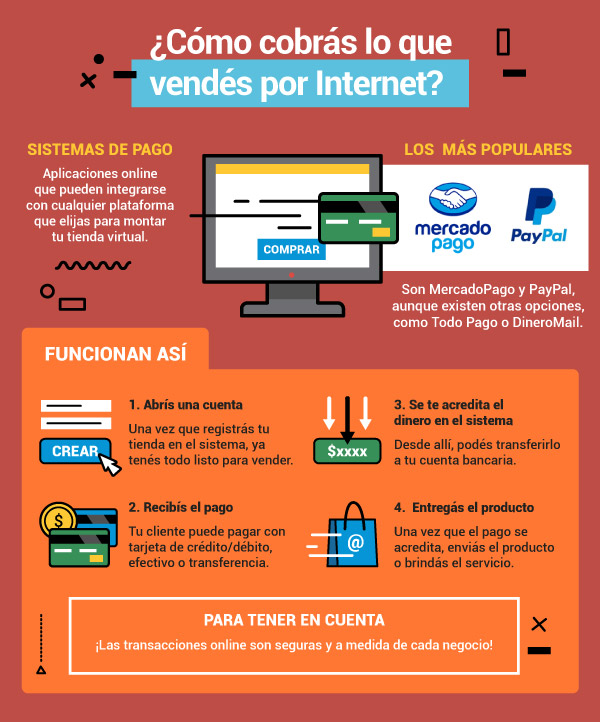 ¿Cómo cobrás lo que
vendés por Internet?
SISTEMAS DE PAGO
Aplicaciones online
que pueden integrarse
con cualquier plataforma
que elijas para montar
tu tienda virtual.
COMPRAR
LOS MÁS POPULARES
mercado
pago
PayPal
Son MercadoPago y PayPal,
aunque existen otras opciones,
como Todo Pago o DineroMail.
FUNCIONAN ASÍ
CREAR
1. Abrís una cuenta
Una vez que registrás tu
tienda en el sistema, ya
tenés todo listo para vender.
$
2. Recibís el pago
Tu cliente puede pagar con
tarjeta de crédito/débito,
efectivo o transferencia.
$xxxx
3. Se te acredita el
dinero en el sistema
Desde allí, podés transferirlo
a tu cuenta bancaria.
@
4. Entregás el producto
Una vez que el pago se
acredita, enviás el producto
o brindás el servicio.
PARA TENER EN CUENTA
¡Las transacciones online son seguras y a medida de cada negocio!